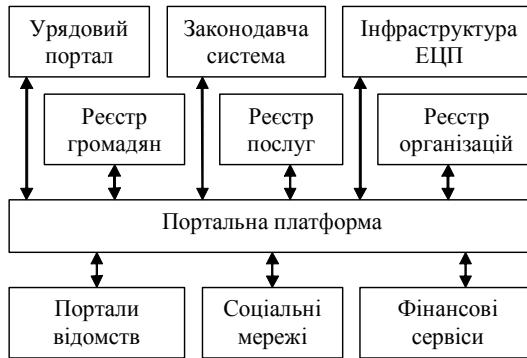 Урядовий
портал
Законодавча
система
Інфраструктура
ЕЦП
Реєстр
громадян
Реєстр
послуг
Реєстр
організацій
Портальна платформа
Портали
відомств
Соціальні
мережі
Фінансові
сервіси